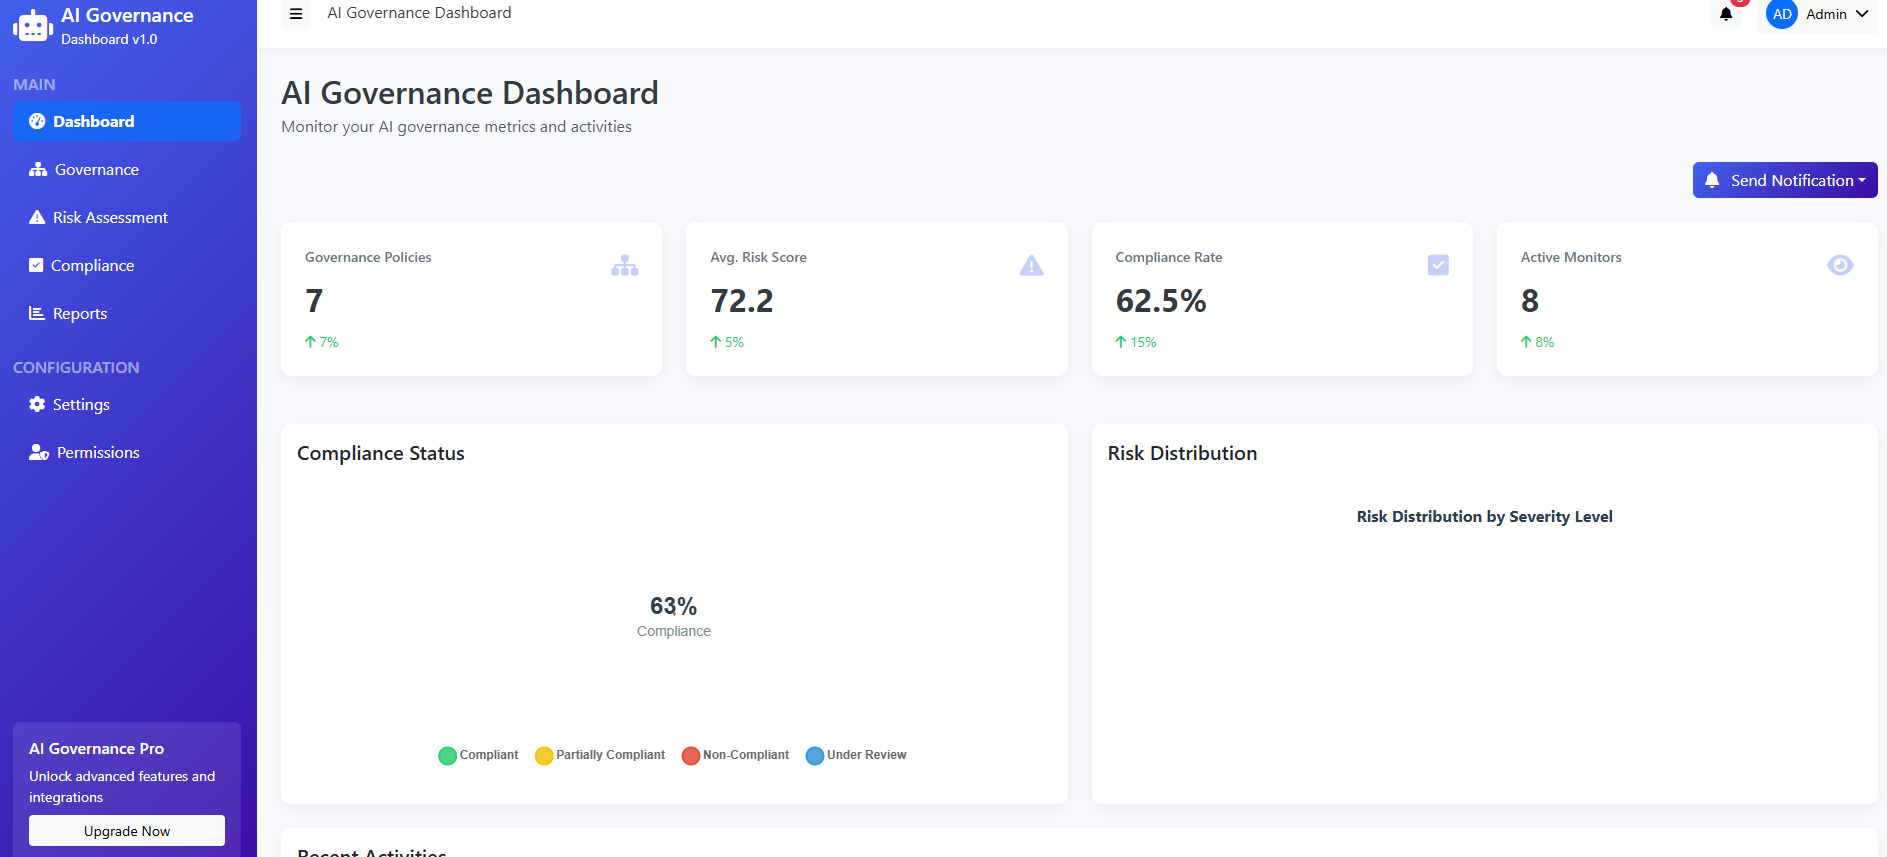 AI Governance
Dashboard v1.0
MAIN
Dashboard
Governance
Risk Assessment
Compliance
Reports
CONFIGURATION
Settings
Permissions
AI Governance Pro
Unlock advanced features and
integrations
Upgrade Now
AI Governance Dashboard
AD
Admin
AI Governance Dashboard
Monitor your AI governance metrics and activities
Send Notification
Governance Policies
7
7%
Avg. Risk Score
72.2
5%
Compliance Rate
62.5%
15%
Active Monitors
8
8%
Compliance Status
63%
Compliance
Compliant
Partially Compliant
Non-Compliant
Under Review
Risk Distribution
Risk Distribution by Severity Level
Recent Activities